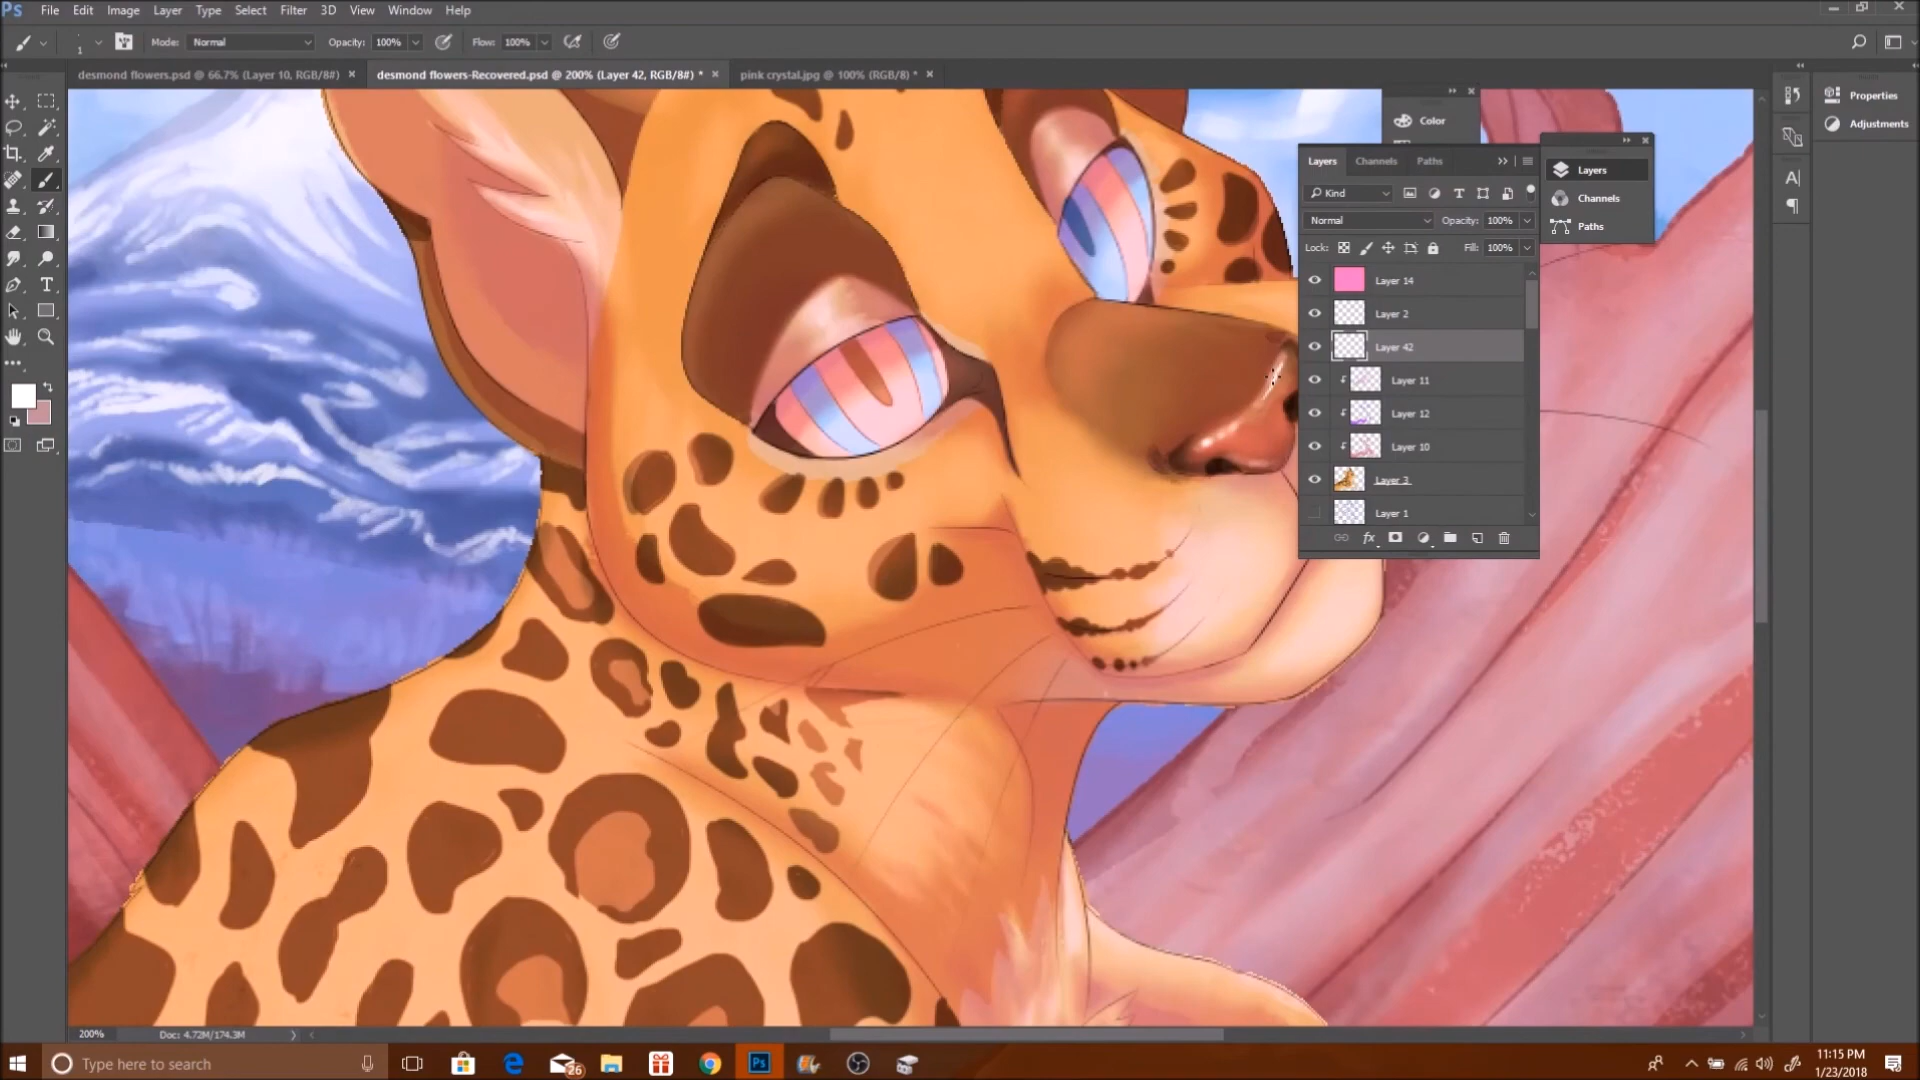 Ps File Edit Image Layer Type Select Filter 3D View Window Help
1 Mode: Normal Opacity: 100% Flow: 100%
desmond flowers.psd @ 66.7% (Layer 10, RGB/8#) × desmond flowers-Recovered.psd @ 200% (Layer 42, RGB/8#) * × pink crystal.jpg @ 100% (RGB/8) * ×
Color
Properties
Adjustments
Layers Channels Paths
Kind
Normal Opacity: 100%
Lock: Fill: 100%
Layer 14
Layer 2
Layer 42
Layer 11
Layer 12
Layer 10
Layer 3
Layer 1
fx
Layers
Channels
Paths
200% Doc: 4.72M/174.3M
Type here to search
26
Ps
11:15 PM
1/23/2018